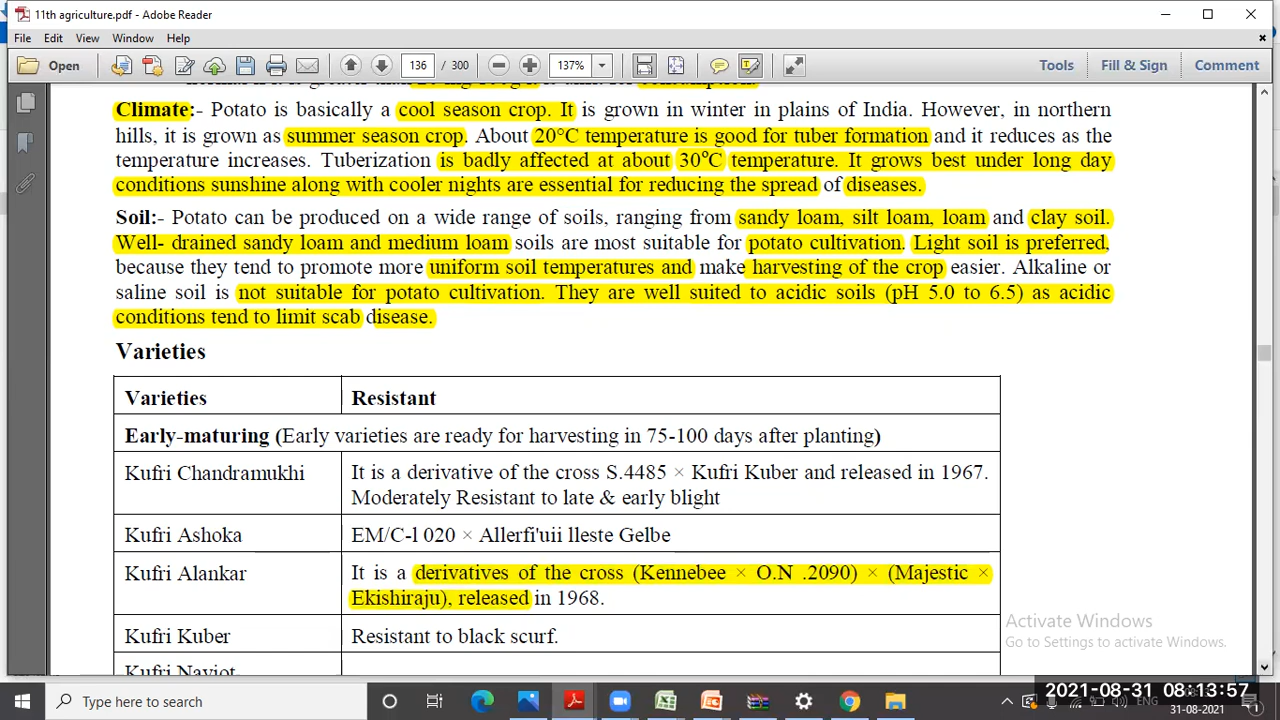 11th agriculture.pdf - Adobe Reader
File Edit View Window Help
Open 136 / 300 137% Tools Fill & Sign Comment
Climate:- Potato is basically a cool season crop. It is grown in winter in plains of India. However, in northern
hills, it is grown as summer season crop. About 20°C temperature is good for tuber formation and it reduces as the
temperature increases. Tuberization is badly affected at about 30°C temperature. It grows best under long day
conditions sunshine along with cooler nights are essential for reducing the spread of diseases.
Soil:- Potato can be produced on a wide range of soils, ranging from sandy loam, silt loam, loam and clay soil.
Well- drained sandy loam and medium loam soils are most suitable for potato cultivation. Light soil is preferred,
because they tend to promote more uniform soil temperatures and make harvesting of the crop easier. Alkaline or
saline soil is not suitable for potato cultivation. They are well suited to acidic soils (pH 5.0 to 6.5) as acidic
conditions tend to limit scab disease.
Varieties
Varieties Resistant
Early-maturing (Early varieties are ready for harvesting in 75-100 days after planting)
Kufri Chandramukhi It is a derivative of the cross S.4485 × Kufri Kuber and released in 1967.
Moderately Resistant to late & early blight
Kufri Ashoka EM/C-l 020 × Allerfi'uii lleste Gelbe
Kufri Alankar It is a derivatives of the cross (Kennebee × O.N .2090) × (Majestic ×
Ekishiraju), released in 1968.
Kufri Kuber Resistant to black scurf.
Kufri
Activate Windows
Go to Settings to activate Windows.
Type here to search
ENG
2021-08-31 08:13:57
31-08-2021